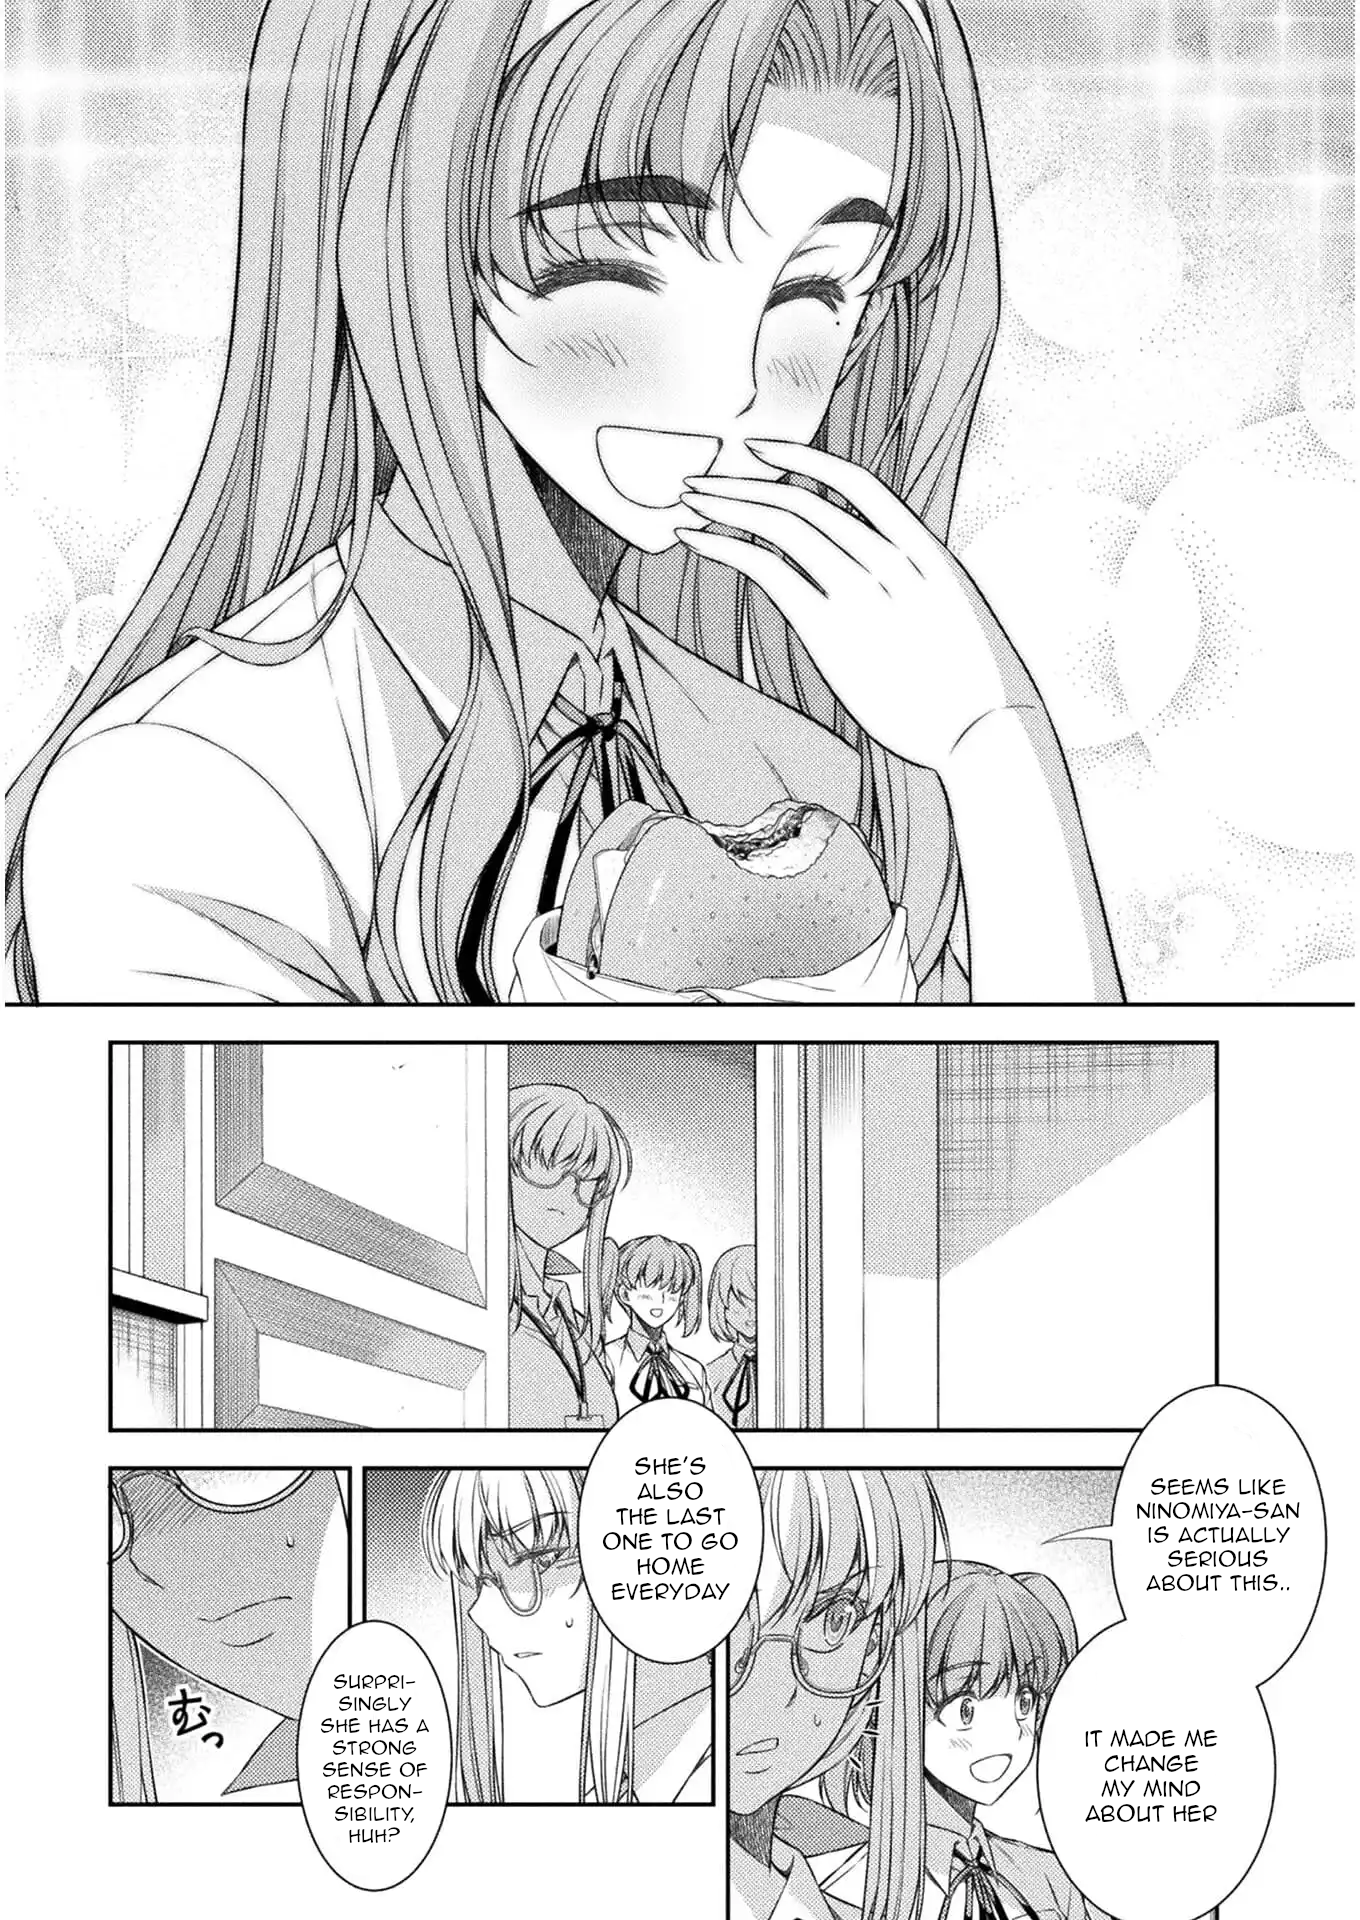 SEEMS LIKE
NINOMIYA-SAN
IS ACTUALLY
SERIOUS
ABOUT THIS..
IT MADE ME
CHANGE
MY MIND
ABOUT HER
SHE'S
ALSO
THE LAST
ONE TO GO
HOME
EVERYDAY
SURPRI-
SINGLY
SHE HAS A
STRONG
SENSE OF
RESPON-
SIBILITY,
HUH?
むっ